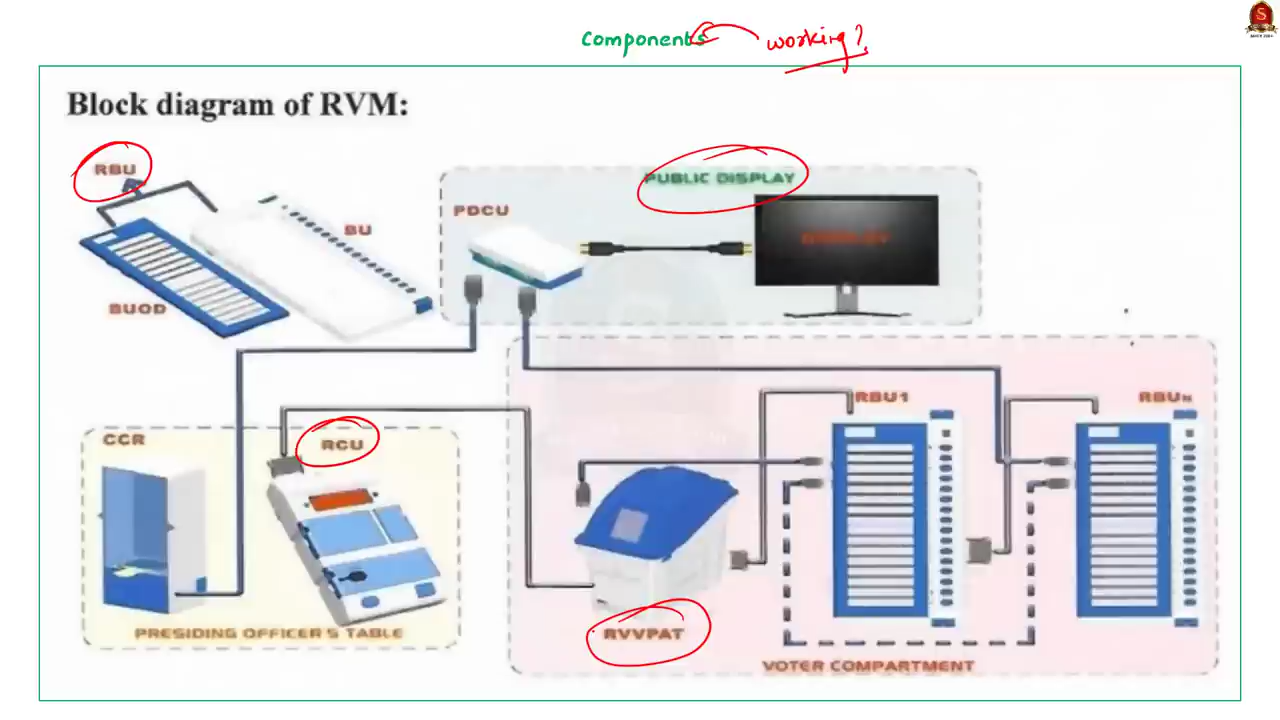 Components working?
Block diagram of RVM:
RBU
PUBLIC DISPLAY
PDCU
BU
DISPLAY
BUOD
RBU1
RBUN
CCR
RCU
RVVPAT
PRESIDING OFFICER'S TABLE
VOTER COMPARTMENT